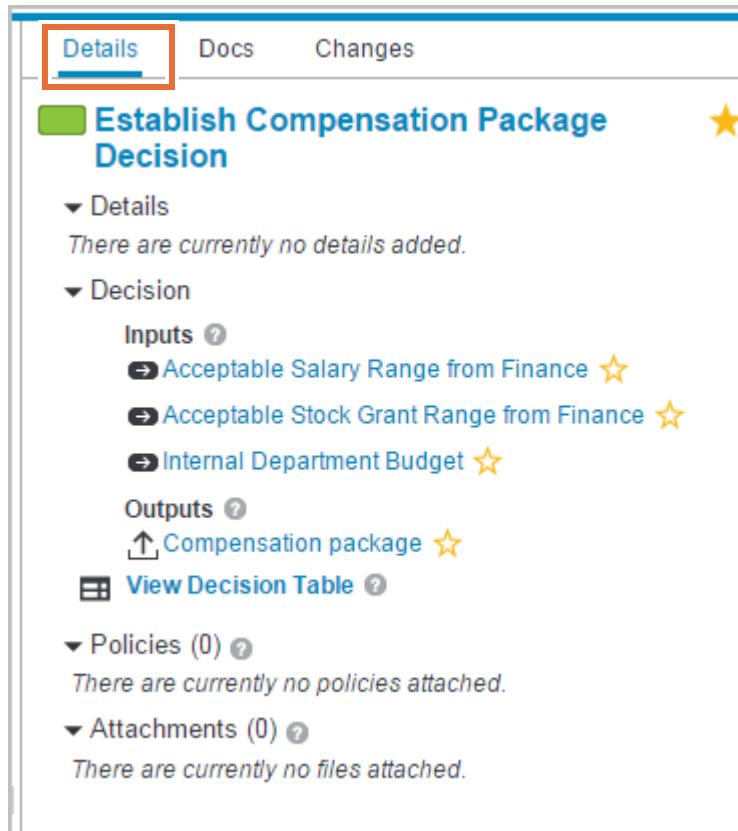 Details Docs Changes
Establish Compensation Package
Decision
Details
There are currently no details added.
Decision
Inputs ?
Acceptable Salary Range from Finance
Acceptable Stock Grant Range from Finance
Internal Department Budget
Outputs ?
Compensation package
View Decision Table ?
Policies (0) ?
There are currently no policies attached.
Attachments (0) ?
There are currently no files attached.